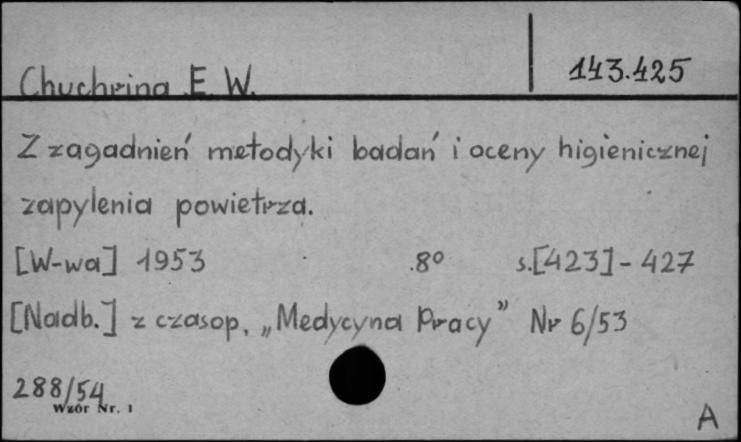 Chuchrina E. W. 143.425
Z zagadnień metodyki badań i oceny higienicznej
zapylenia powietrza.
[W-wa] 1953 8° s.[423]-427
[Nadb.] z czasop. „Medycyna Pracy” Nr 6/53
288/54
Wzór Nr. 1
A